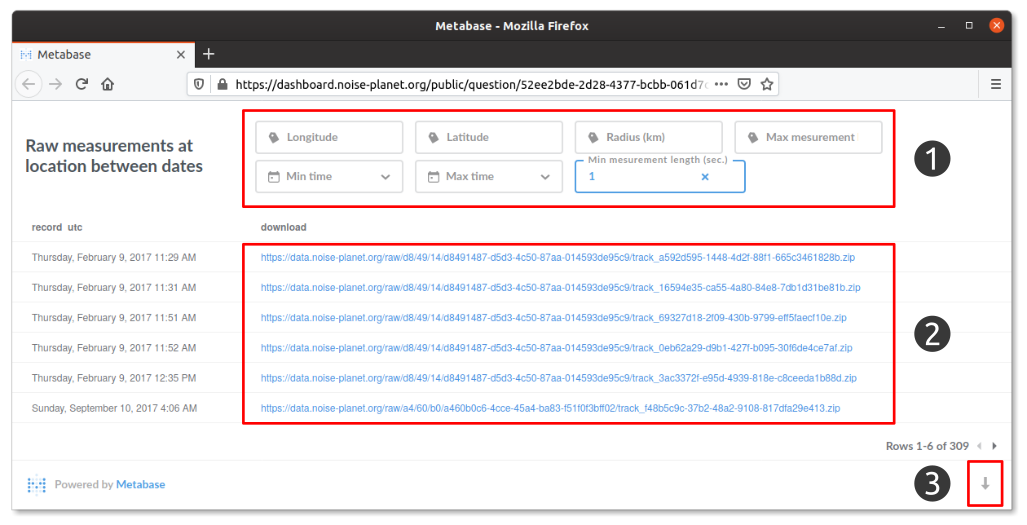 Metabase - Mozilla Firefox
Metabase
https://dashboard.noise-planet.org/public/question/52ee2bde-2d28-4377-bcbb-061d7c
Raw measurements at
location between dates
Longitude
Latitude
Radius (km)
Max mesurement
Min time
Max time
Min mesurement length (sec.)
1
1
record utc download
Thursday, February 9, 2017 11:29 AM https://data.noise-planet.org/raw/d8/49/14/d8491487-d5d3-4c50-87aa-014593de95c9/track_a592d595-1448-4d2f-88f1-665c3461828b.zip
Thursday, February 9, 2017 11:31 AM https://data.noise-planet.org/raw/d8/49/14/d8491487-d5d3-4c50-87aa-014593de95c9/track_16594e35-ca55-4a80-84e8-7db1d31be81b.zip
Thursday, February 9, 2017 11:51 AM https://data.noise-planet.org/raw/d8/49/14/d8491487-d5d3-4c50-87aa-014593de95c9/track_69327d18-2f09-430b-9799-eff5faecf10e.zip
Thursday, February 9, 2017 11:52 AM https://data.noise-planet.org/raw/d8/49/14/d8491487-d5d3-4c50-87aa-014593de95c9/track_0eb62a29-d9b1-427f-b095-30f6de4ce7af.zip
Thursday, February 9, 2017 12:35 PM https://data.noise-planet.org/raw/d8/49/14/d8491487-d5d3-4c50-87aa-014593de95c9/track_3ac3372f-e95d-4939-818e-c8ceeda1b88d.zip
Sunday, September 10, 2017 4:06 AM https://data.noise-planet.org/raw/a4/60/b0/a460b0c6-4cce-45a4-ba83-f51f0f3bff02/track_f48b5c9c-37b2-48a2-9108-817dfa29e413.zip
2
Rows 1-6 of 309
Powered by Metabase
3